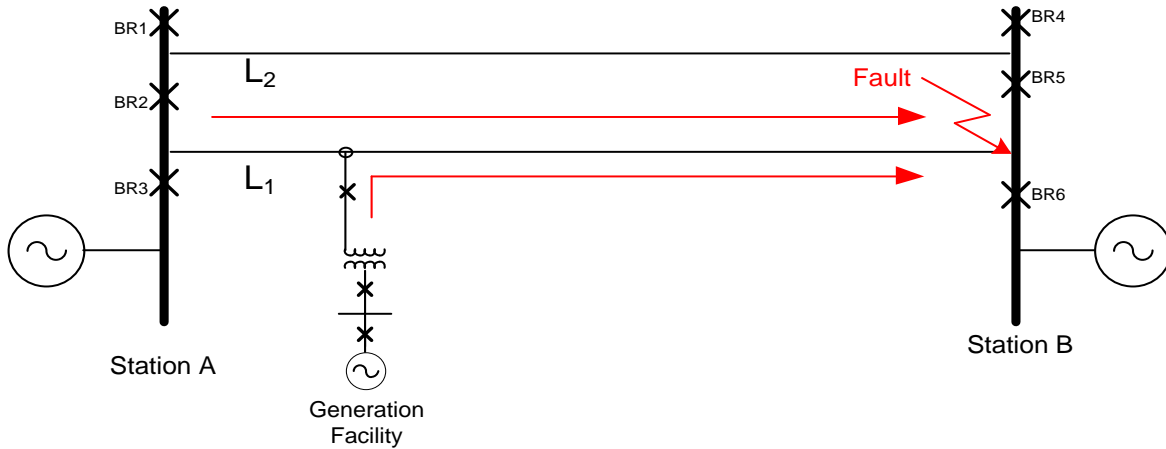 BR1
BR4
L2
Fault
BR5
BR2
BR3
L1
BR6
Station A
Station B
Generation
Facility